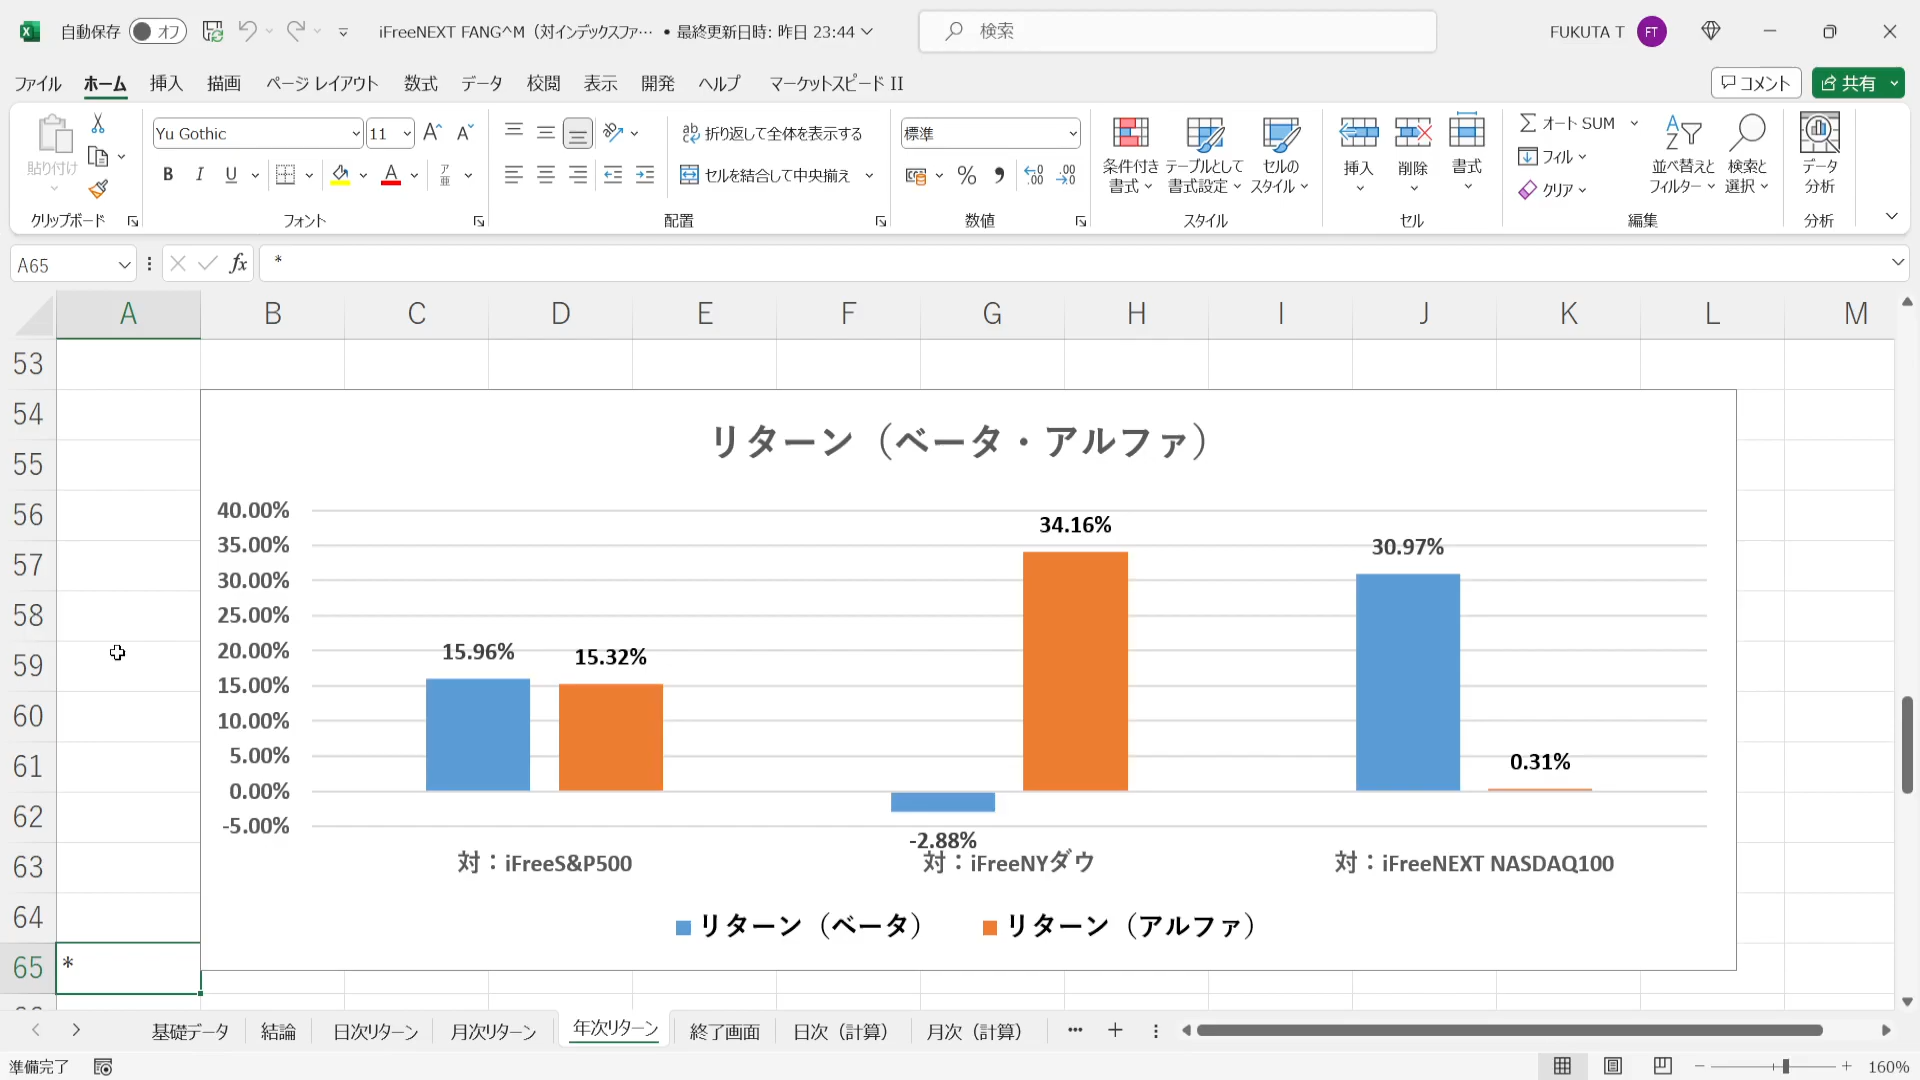 自動保存 オフ iFreeNEXT FANG^M（対インデックスファ… • 最終更新日時: 昨日 23:44 検索 FUKUTA T FT
ファイル ホーム 挿入 描画 ページ レイアウト 数式 データ 校閲 表示 開発 ヘルプ マーケットスピード II コメント 共有
貼り付け Yu Gothic 11 折り返して全体を表示する 標準 条件付き書式 テーブルとして書式設定 セルのスタイル 挿入 削除 書式 オート SUM フィル クリア 並べ替えとフィルター 検索と選択 データ分析
B I U ア亜 セルを結合して中央揃え %
クリップボード フォント 配置 数値 スタイル セル 編集 分析
A65 fx *
A B C D E F G H I J K L M
53
54
55
56
57
58
59
60
61
62
63
64
65 *
リターン（ベータ・アルファ）
40.00%
35.00%
30.00%
25.00%
20.00%
15.00%
10.00%
5.00%
0.00%
-5.00%
15.96% 15.32%
-2.88% 34.16%
30.97% 0.31%
対：iFreeS&P500 対：iFreeNYダウ 対：iFreeNEXT NASDAQ100
リターン（ベータ） リターン（アルファ）
基礎データ 結論 日次リターン 月次リターン 年次リターン 終了画面 日次（計算） 月次（計算） …
準備完了 160%